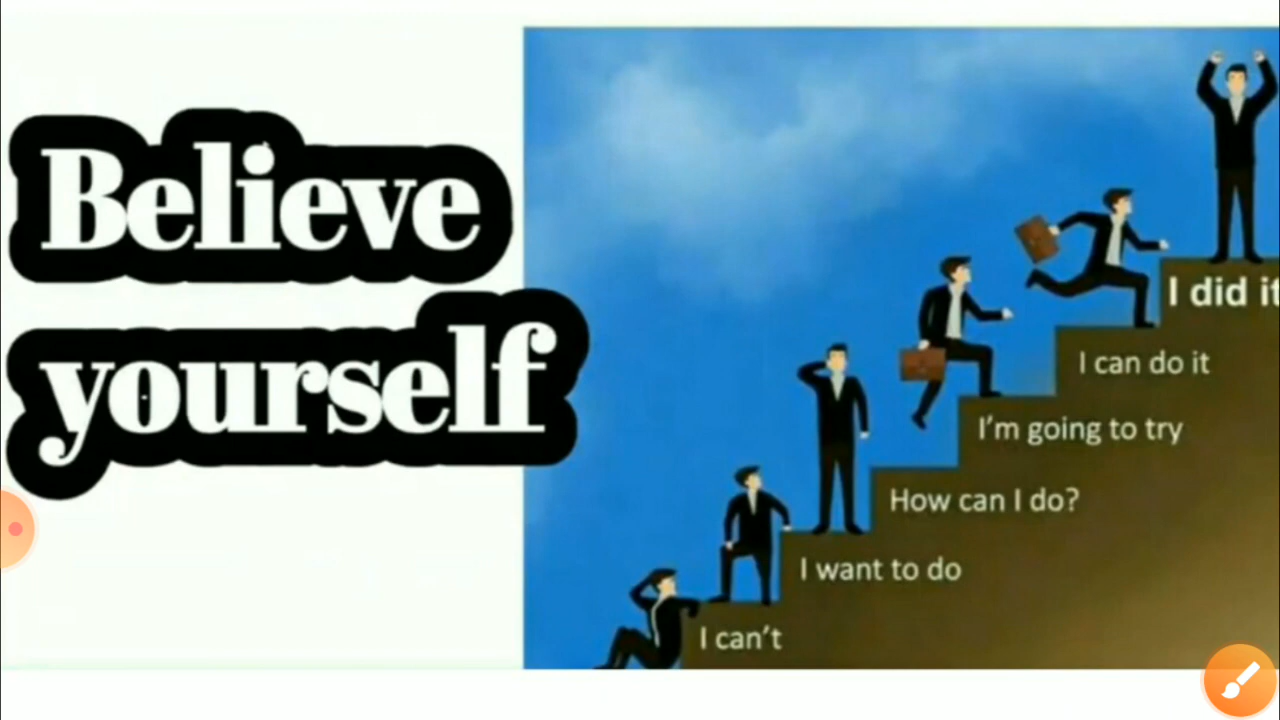 Believe
yourself
I did it
I can do it
I'm going to try
How can I do?
I want to do
I can't